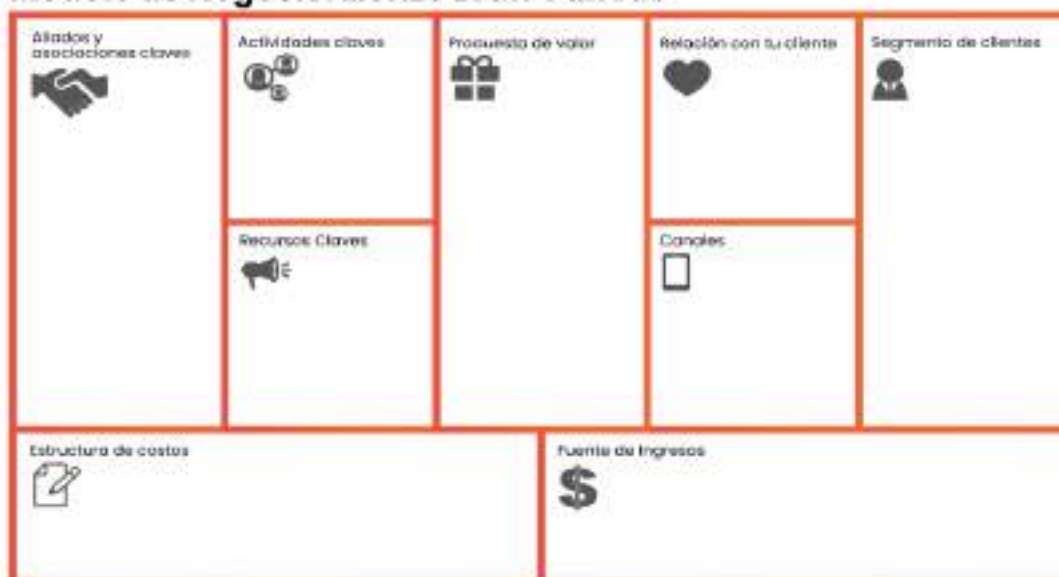 Aliados y
asociaciones claves
Actividades claves
Propuesta de valor
Relación con tu cliente
Segmento de clientes
Recursos Claves
Canales
Estructura de costos
Fuente de Ingresos
$